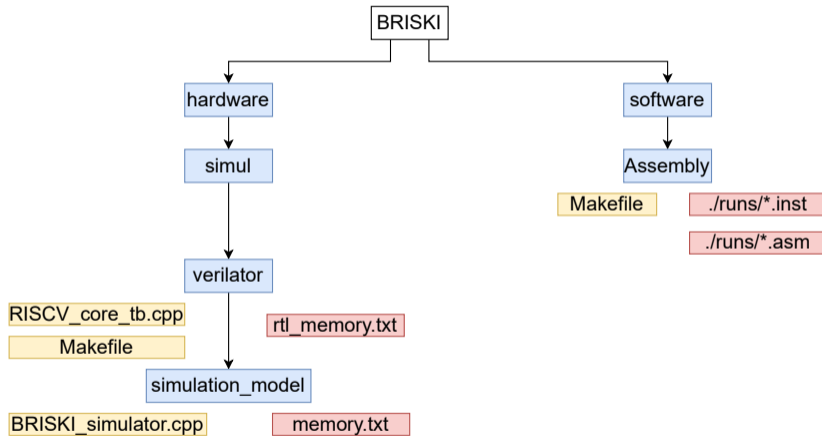 BRISKI
hardware
software
simul
Assembly
Makefile
./runs/*.inst
./runs/*.asm
verilator
RISCV_core_tb.cpp
rtl_memory.txt
Makefile
simulation_model
BRISKI_simulator.cpp
memory.txt